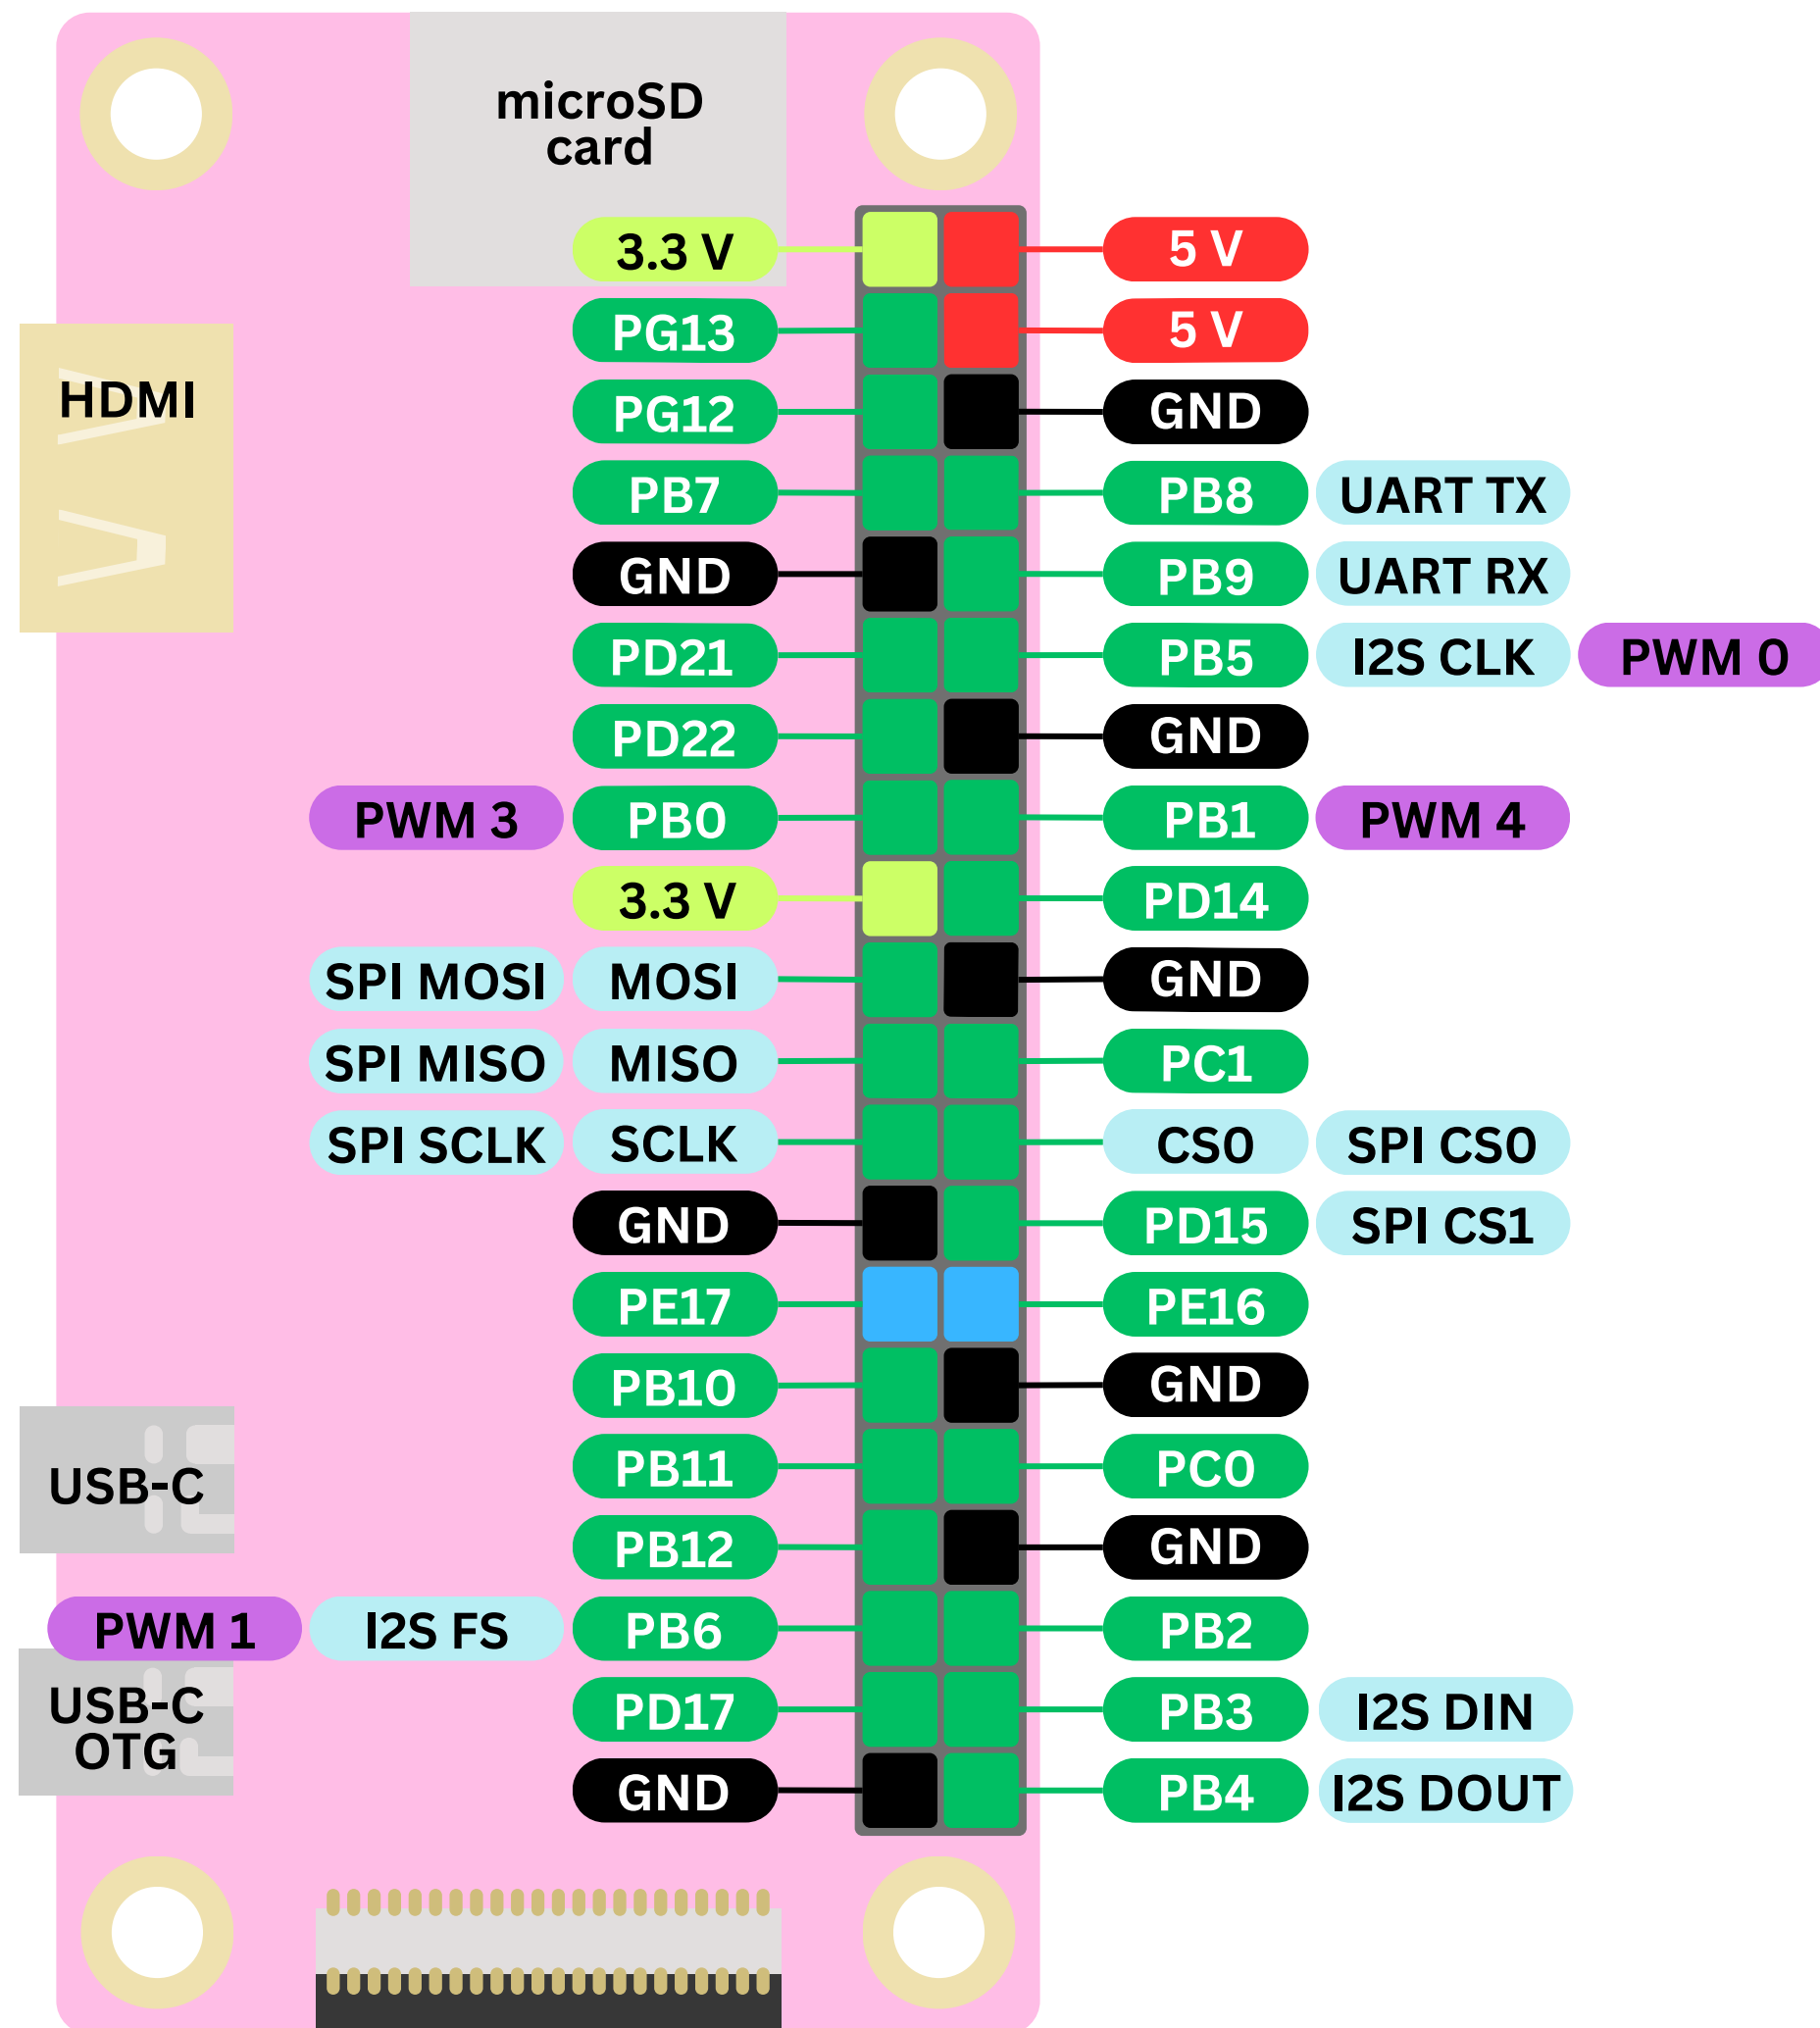 microSD
card
3.3 V 5 V
PG13 5 V
HDMI PG12 GND
PB7 PB8 UART TX
GND PB9 UART RX
PD21 PB5 I2S CLK PWM 0
PD22 GND
PWM 3 PB0 PB1 PWM 4
3.3 V PD14
SPI MOSI MOSI GND
SPI MISO MISO PC1
SPI SCLK SCLK CS0 SPI CS0
GND PD15 SPI CS1
PE17 PE16
PB10 GND
USB-C PB11 PC0
PB12 GND
PWM 1 I2S FS PB6 PB2
USB-C PD17 PB3 I2S DIN
OTG
GND PB4 I2S DOUT